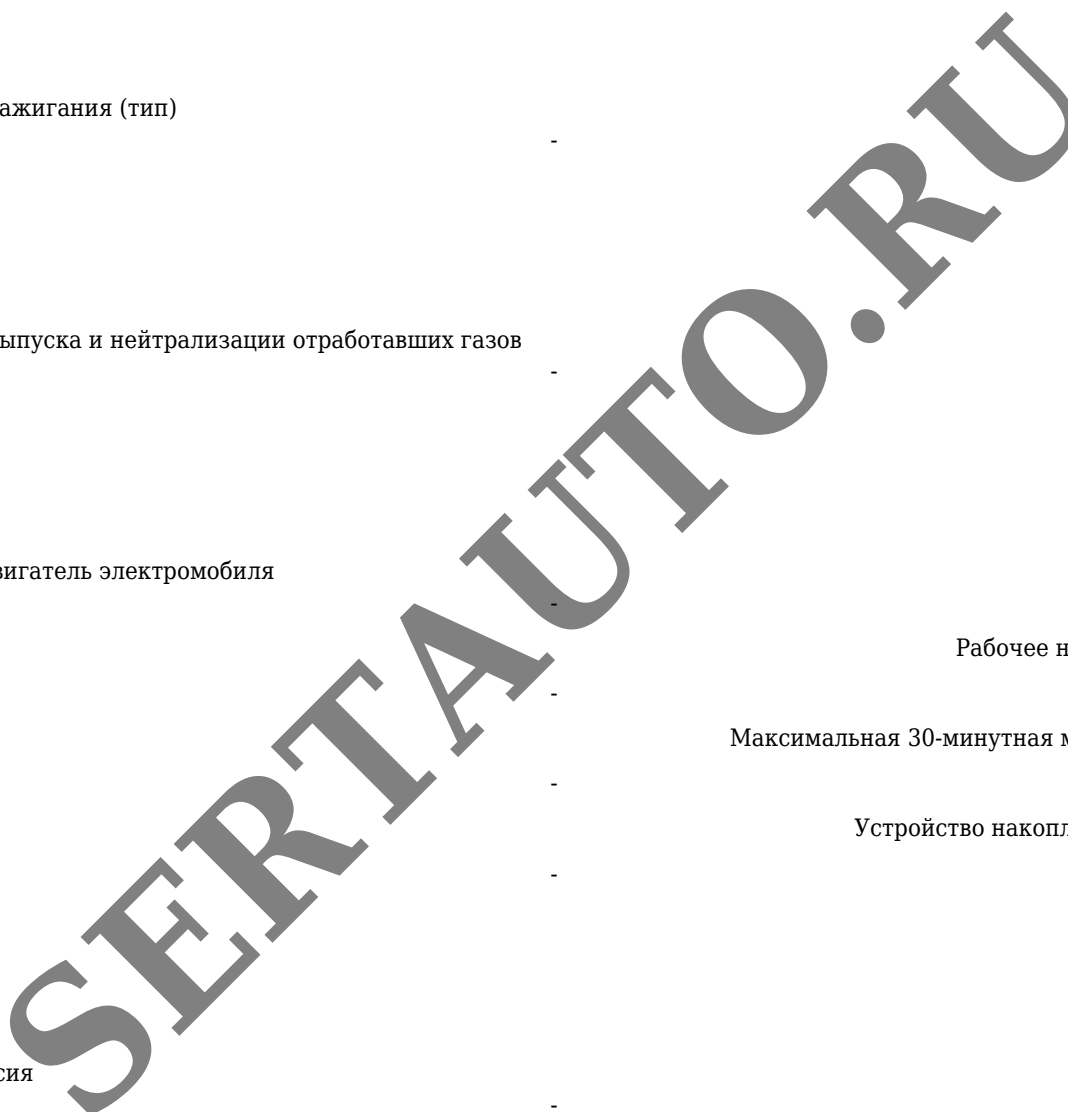 ажигания (тип)
-
ыпуска и нейтрализации отработавших газов
-
вигатель электромобиля
-
Рабочее н
-
Максимальная 30-минутная м
-
Устройство накопл
-
сия
-
SERTAUTO.RU